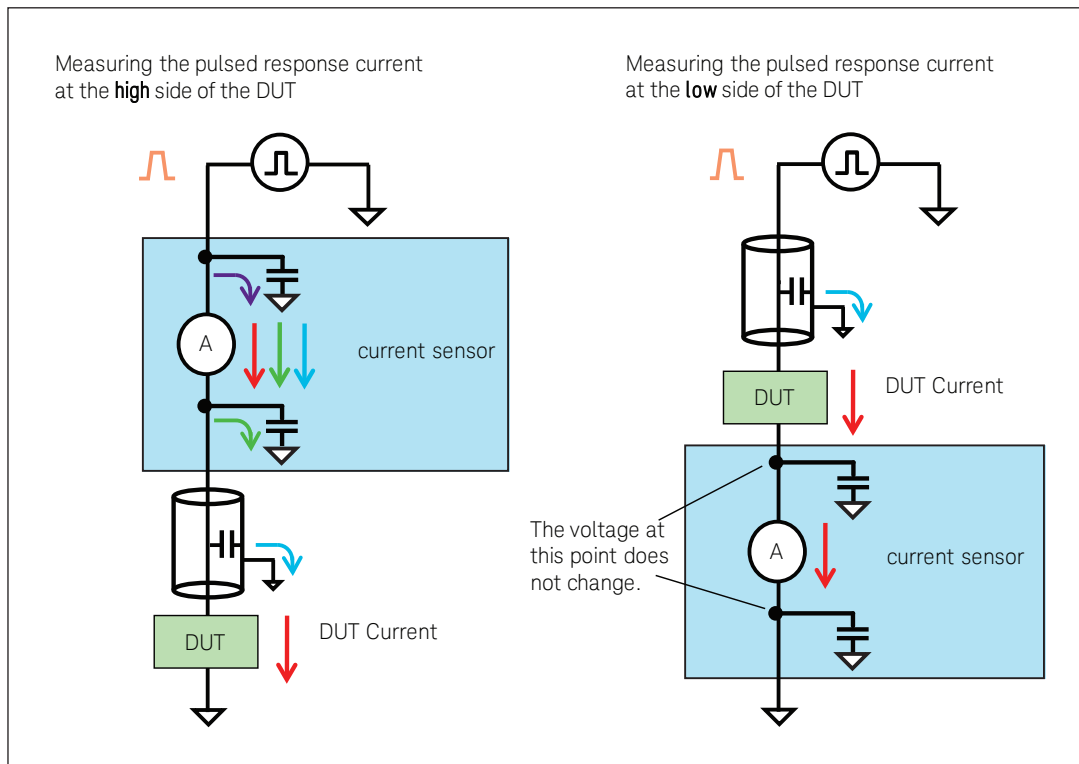 Measuring the pulsed response current
at the high side of the DUT
A
current sensor
DUT
DUT Current
Measuring the pulsed response current
at the low side of the DUT
DUT
DUT Current
The voltage at
this point does
not change.
A
current sensor